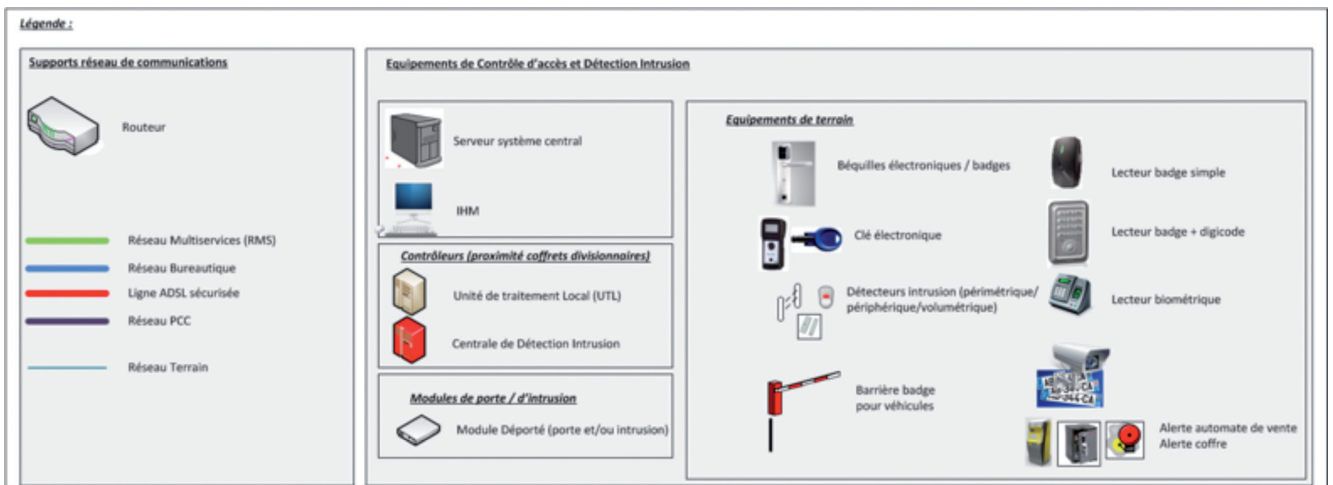 Légende :
Supports réseau de communications
Routeur
Réseau Multiservices (RMS)
Réseau Bureautique
Ligne ADSL sécurisée
Réseau PCC
Réseau Terrain
Equipements de Contrôle d'accès et Détection Intrusion
Serveur système central
IHM
Contrôleurs (proximité coffrets divisionnaires)
Unité de traitement Local (UTL)
Centrale de Détection Intrusion
Modules de porte / d'intrusion
Module Déporté (porte et/ou intrusion)
Equipements de terrain
Béquilles électroniques / badges
Clé électronique
Détecteurs intrusion (périmétrique/
périphérique/volumétrique)
Barrière badge
pour véhicules
Lecteur badge simple
Lecteur badge + digicode
Lecteur biométrique
Alerte automate de vente
Alerte coffre